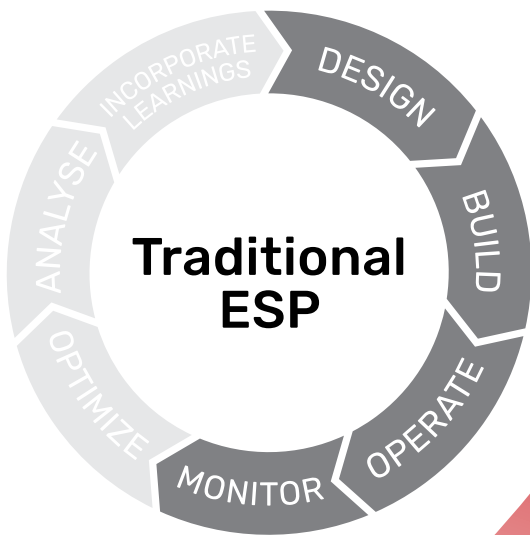 Traditional
ESP
DESIGN
BUILD
OPERATE
MONITOR
OPTIMIZE
ANALYSE
INCORPORATE
LEARNINGS